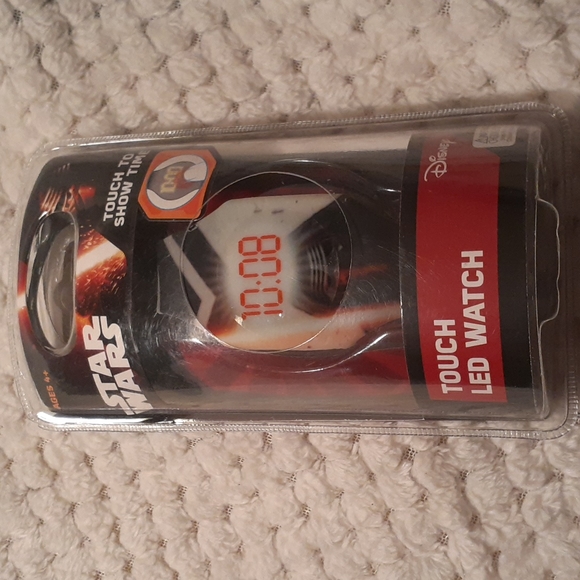 TOUCH TO
SHOW TIME
STAR
WARS
AGES 4+
10:08
Disney
TOUCH
LED WATCH